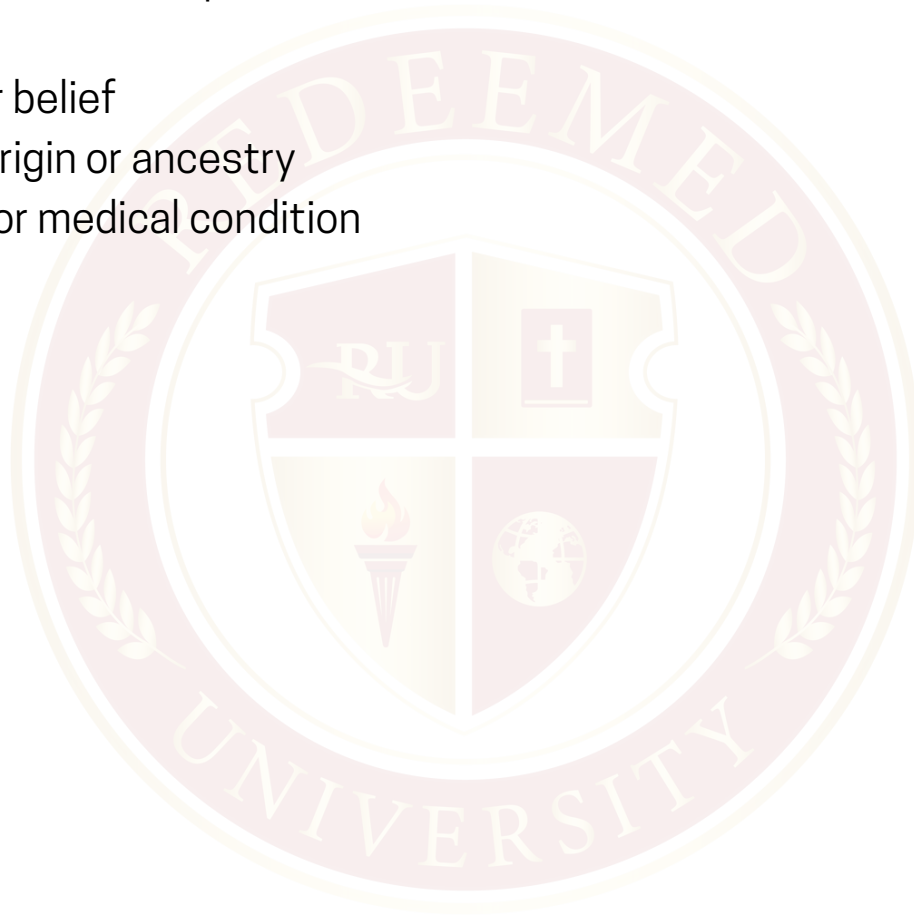 r belief
rigin or ancestry
or medical condition
REDEEMED
RU
UNIVERSITY